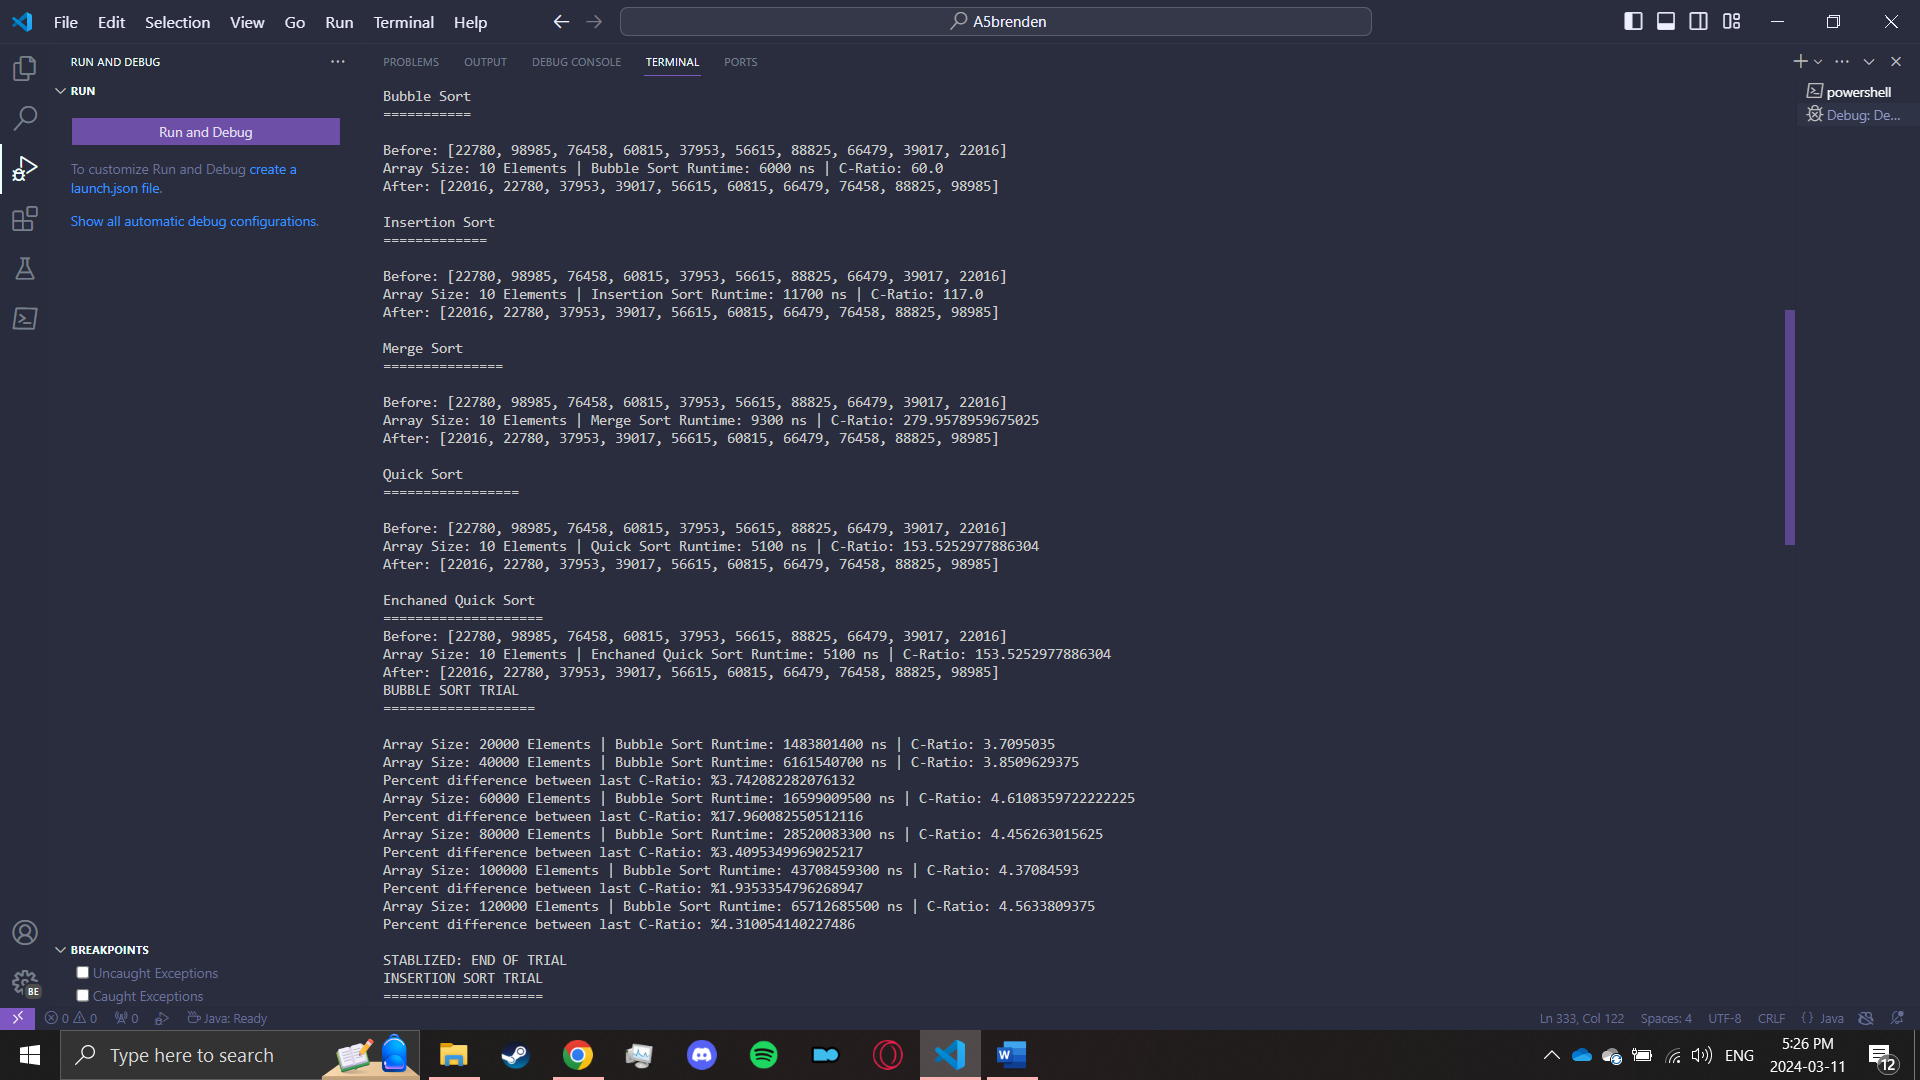 File Edit Selection View Go Run Terminal Help
A5brenden
RUN AND DEBUG
RUN
Run and Debug
To customize Run and Debug create a
launch.json file.
Show all automatic debug configurations.
BREAKPOINTS
Uncaught Exceptions
Caught Exceptions
PROBLEMS OUTPUT DEBUG CONSOLE TERMINAL PORTS
powershell
Debug: De...
Bubble Sort
===========
Before: [22780, 98985, 76458, 60815, 37953, 56615, 88825, 66479, 39017, 22016]
Array Size: 10 Elements | Bubble Sort Runtime: 6000 ns | C-Ratio: 60.0
After: [22016, 22780, 37953, 39017, 56615, 60815, 66479, 76458, 88825, 98985]
Insertion Sort
=============
Before: [22780, 98985, 76458, 60815, 37953, 56615, 88825, 66479, 39017, 22016]
Array Size: 10 Elements | Insertion Sort Runtime: 11700 ns | C-Ratio: 117.0
After: [22016, 22780, 37953, 39017, 56615, 60815, 66479, 76458, 88825, 98985]
Merge Sort
===============
Before: [22780, 98985, 76458, 60815, 37953, 56615, 88825, 66479, 39017, 22016]
Array Size: 10 Elements | Merge Sort Runtime: 9300 ns | C-Ratio: 279.9578959675025
After: [22016, 22780, 37953, 39017, 56615, 60815, 66479, 76458, 88825, 98985]
Quick Sort
=================
Before: [22780, 98985, 76458, 60815, 37953, 56615, 88825, 66479, 39017, 22016]
Array Size: 10 Elements | Quick Sort Runtime: 5100 ns | C-Ratio: 153.5252977886304
After: [22016, 22780, 37953, 39017, 56615, 60815, 66479, 76458, 88825, 98985]
Enchaned Quick Sort
====================
Before: [22780, 98985, 76458, 60815, 37953, 56615, 88825, 66479, 39017, 22016]
Array Size: 10 Elements | Enchaned Quick Sort Runtime: 5100 ns | C-Ratio: 153.5252977886304
After: [22016, 22780, 37953, 39017, 56615, 60815, 66479, 76458, 88825, 98985]
BUBBLE SORT TRIAL
===================
Array Size: 20000 Elements | Bubble Sort Runtime: 1483801400 ns | C-Ratio: 3.7095035
Array Size: 40000 Elements | Bubble Sort Runtime: 6161540700 ns | C-Ratio: 3.8509629375
Percent difference between last C-Ratio: %3.742082282076132
Array Size: 60000 Elements | Bubble Sort Runtime: 16599009500 ns | C-Ratio: 4.6108359722222225
Percent difference between last C-Ratio: %17.960082550512116
Array Size: 80000 Elements | Bubble Sort Runtime: 28520083300 ns | C-Ratio: 4.456263015625
Percent difference between last C-Ratio: %3.4095349969025217
Array Size: 100000 Elements | Bubble Sort Runtime: 43708459300 ns | C-Ratio: 4.37084593
Percent difference between last C-Ratio: %1.9353354796268947
Array Size: 120000 Elements | Bubble Sort Runtime: 65712685500 ns | C-Ratio: 4.5633809375
Percent difference between last C-Ratio: %4.310054140227486
STABLIZED: END OF TRIAL
INSERTION SORT TRIAL
====================
BE
0 0 0 Java: Ready
Ln 333, Col 122 Spaces: 4 UTF-8 CRLF {} Java
Type here to search
ENG
5:26 PM
2024-03-11
12